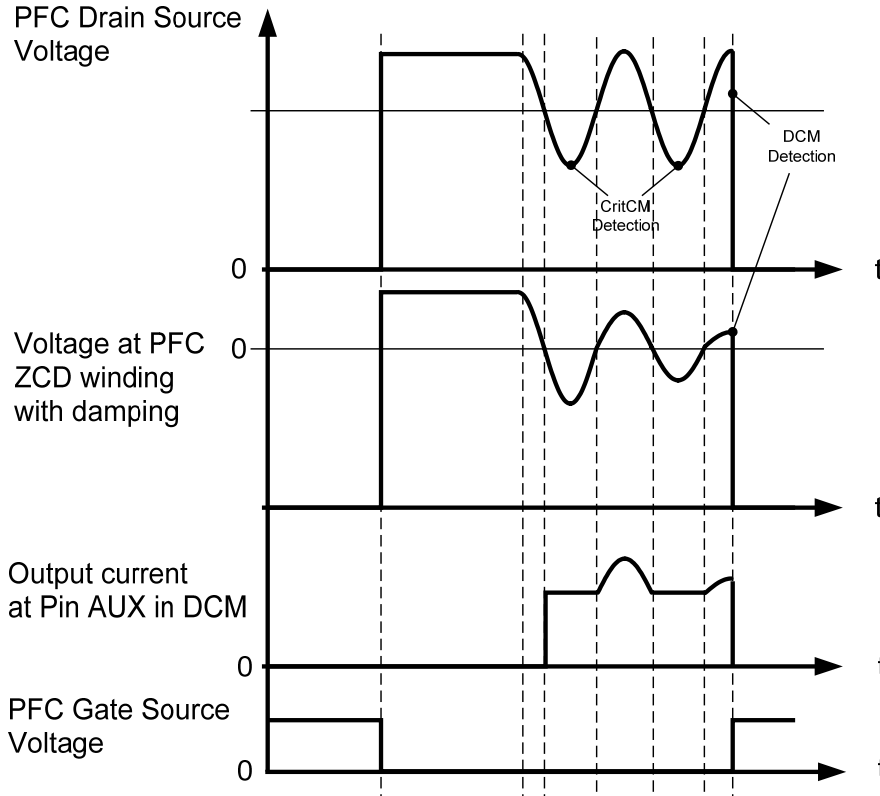 PFC Drain Source
Voltage
DCM
Detection
CritCM
Detection
0
t
Voltage at PFC
ZCD winding
with damping
0
t
Output current
at Pin AUX in DCM
0
t
PFC Gate Source
Voltage
0
t